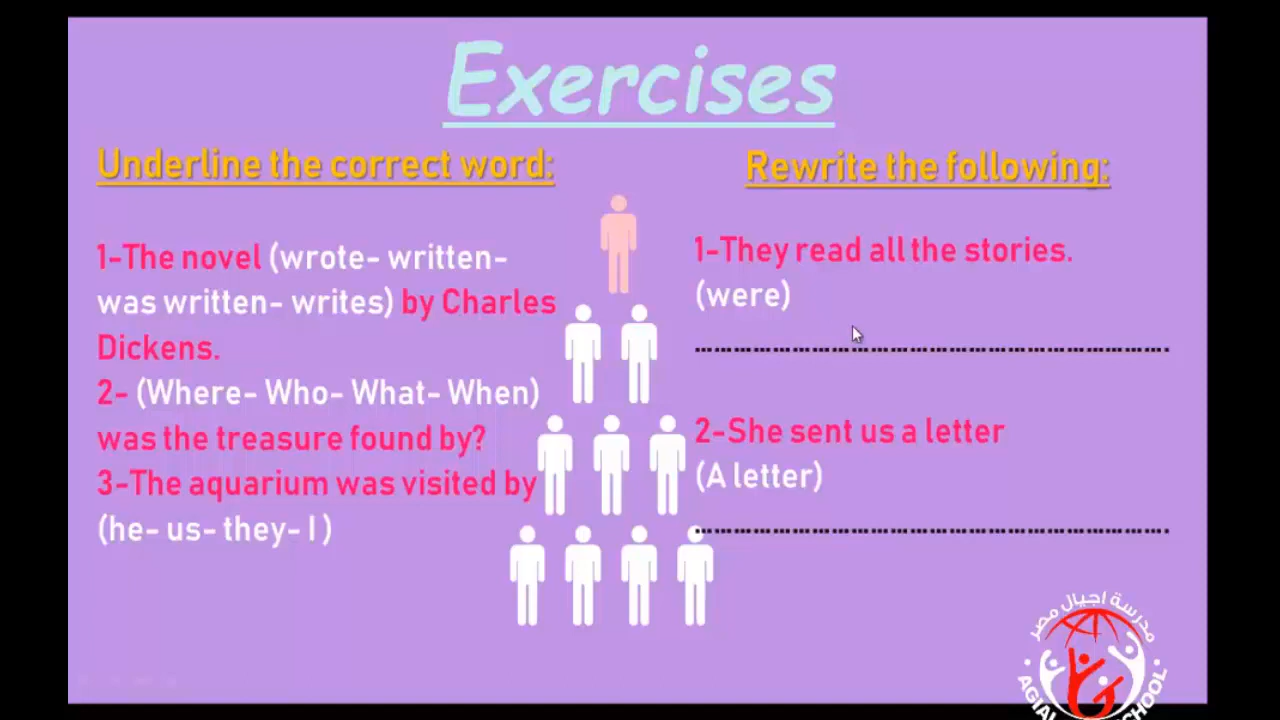 Exercises
Underline the correct word:
1-The novel (wrote- written-
was written- writes) by Charles
Dickens.
2- (Where- Who- What- When)
was the treasure found by?
3-The aquarium was visited by
(he- us- they- I )
Rewrite the following:
1-They read all the stories.
(were)
2-She sent us a letter
(A letter)
مدرسة اجيال مصر